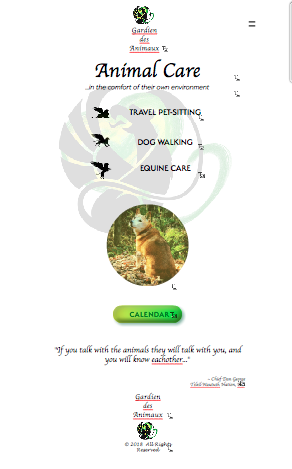 Gardien
des
Animaux
Animal Care
...in the comfort of their own environment
TRAVEL PET-SITTING
DOG WALKING
EQUINE CARE
CALENDAR
"If you talk with the animals they will talk with you, and
you will know eachother..."
~ Chief Dan George
Tsleil-Waututh Nation,
Gardien
des
Animaux
© 2018 All Rights
Reserved